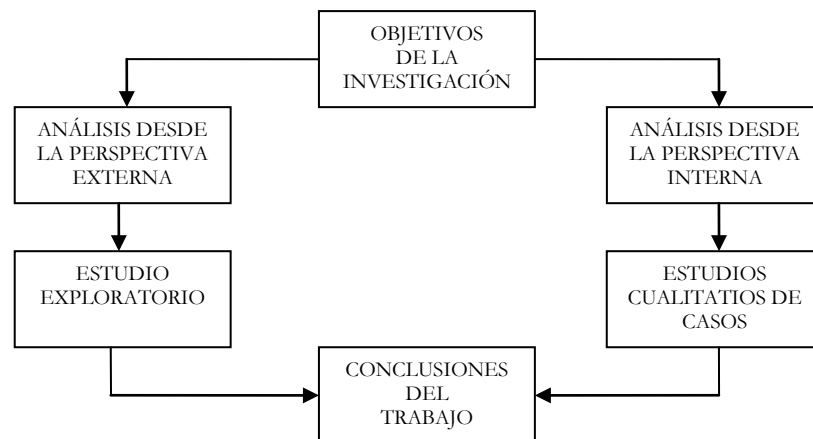 OBJETIVOS
DE LA
INVESTIGACIÓN
ANÁLISIS DESDE
LA PERSPECTIVA
EXTERNA
ANÁLISIS DESDE
LA PERSPECTIVA
INTERNA
ESTUDIO
EXPLORATORIO
ESTUDIOS
CUALITATIOS DE
CASOS
CONCLUSIONES
DEL
TRABAJO